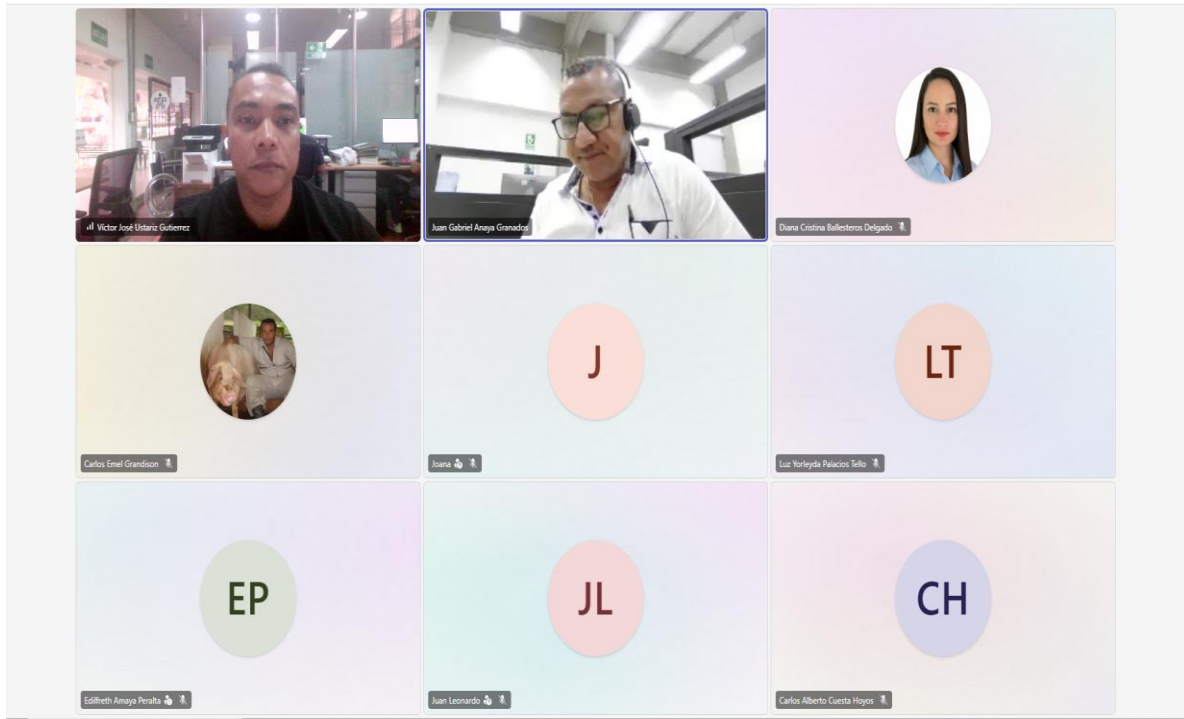 Víctor José Ustariz Gutierrez
Juan Gabriel Anaya Granados
Diana Cristina Ballesteros Delgado
Carlos Emel Grandison
J
Joana
LT
Luz Yorleyda Palacios Tello
EP
Edilfreth Amaya Peralta
JL
Juan Leonardo
CH
Carlos Alberto Cuesta Hoyos